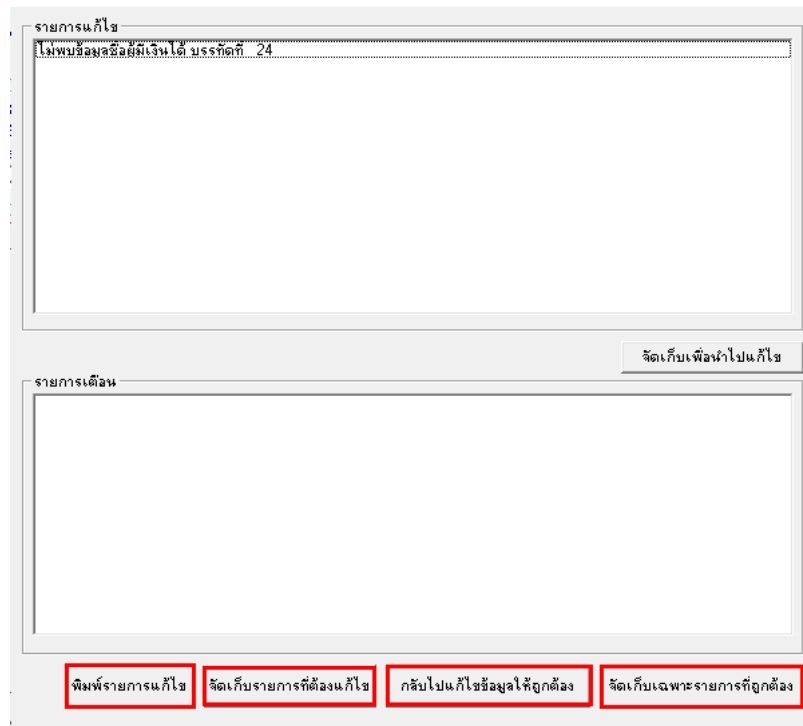 รายการแก้ไข
ไม่พบข้อมูลชื่อผู้มีเงินได้ บรรทัดที่ 24
จัดเก็บเพื่อนำไปแก้ไข
รายการเตือน
พิมพ์รายการแก้ไข จัดเก็บรายการที่ต้องแก้ไข กลับไปแก้ไขข้อมูลให้ถูกต้อง จัดเก็บเฉพาะรายการที่ถูกต้อง